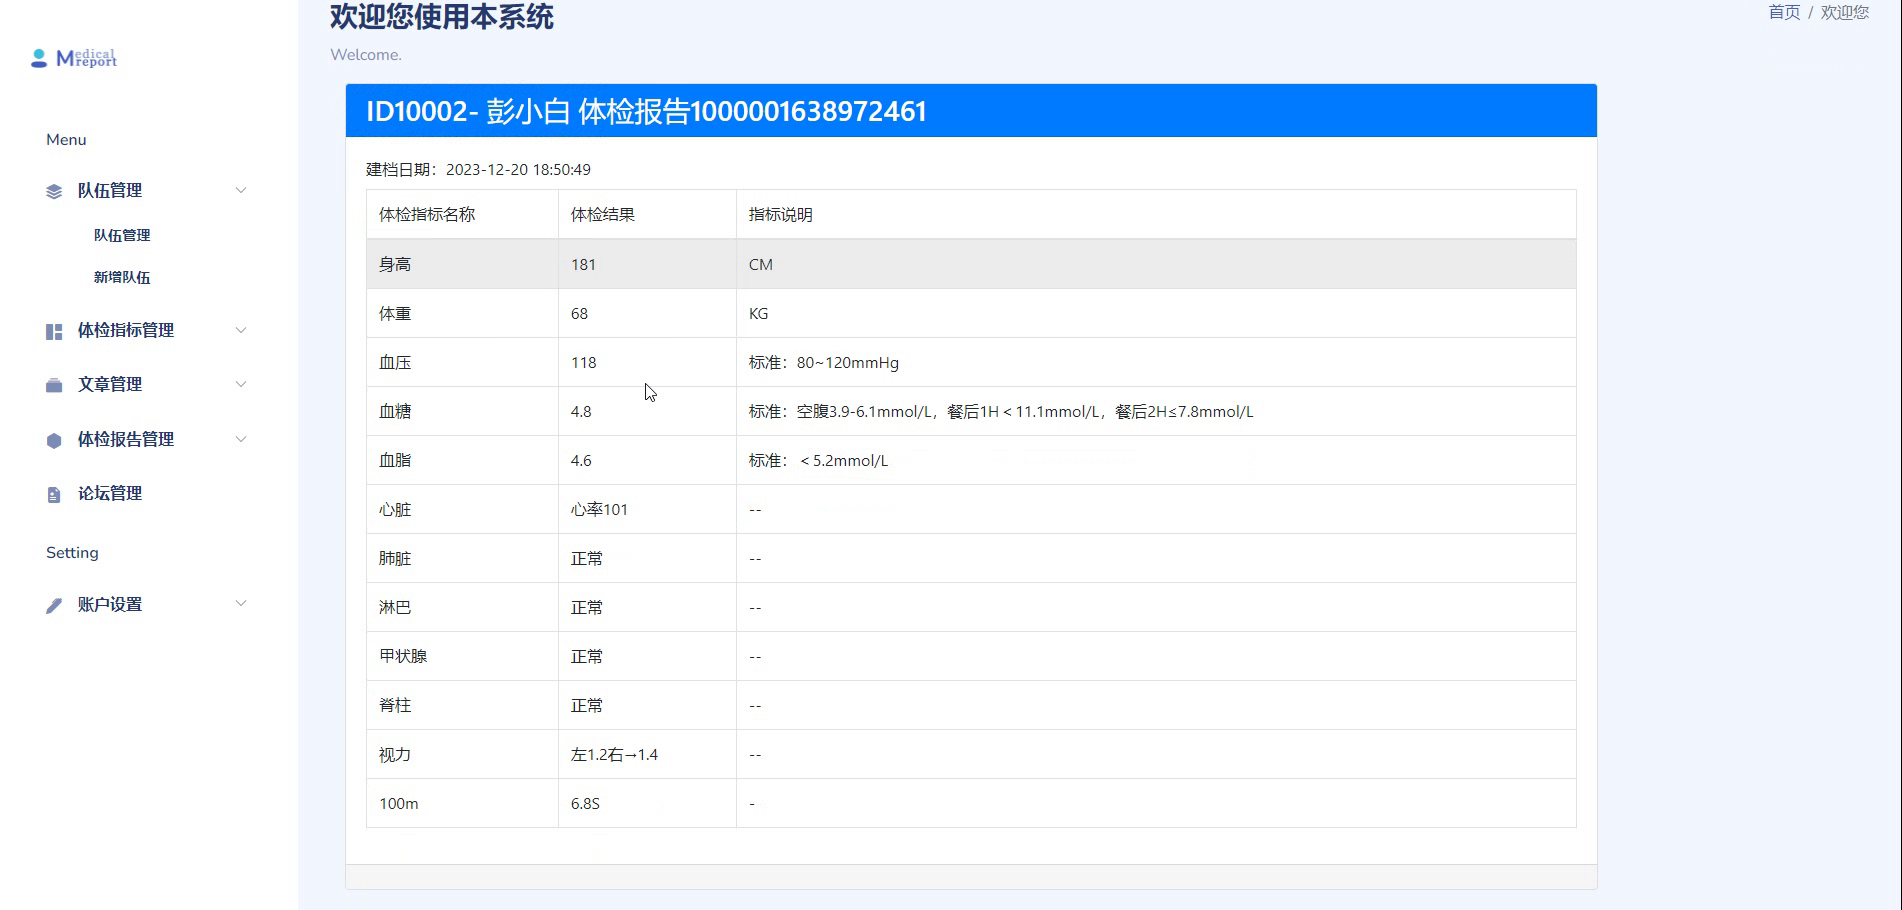 欢迎您使用本系统
首页 / 欢迎您
Welcome.
Medical
report
Menu
队伍管理
队伍管理
新增队伍
体检指标管理
文章管理
体检报告管理
论坛管理
Setting
账户设置
ID10002- 彭小白 体检报告1000001638972461
建档日期：2023-12-20 18:50:49
体检指标名称 体检结果 指标说明
身高 181 CM
体重 68 KG
血压 118 标准：80~120mmHg
血糖 4.8 标准：空腹3.9-6.1mmol/L，餐后1H＜11.1mmol/L，餐后2H≤7.8mmol/L
血脂 4.6 标准：＜5.2mmol/L
心脏 心率101 --
肺脏 正常 --
淋巴 正常 --
甲状腺 正常 --
脊柱 正常 --
视力 左1.2右→1.4 --
100m 6.8S -